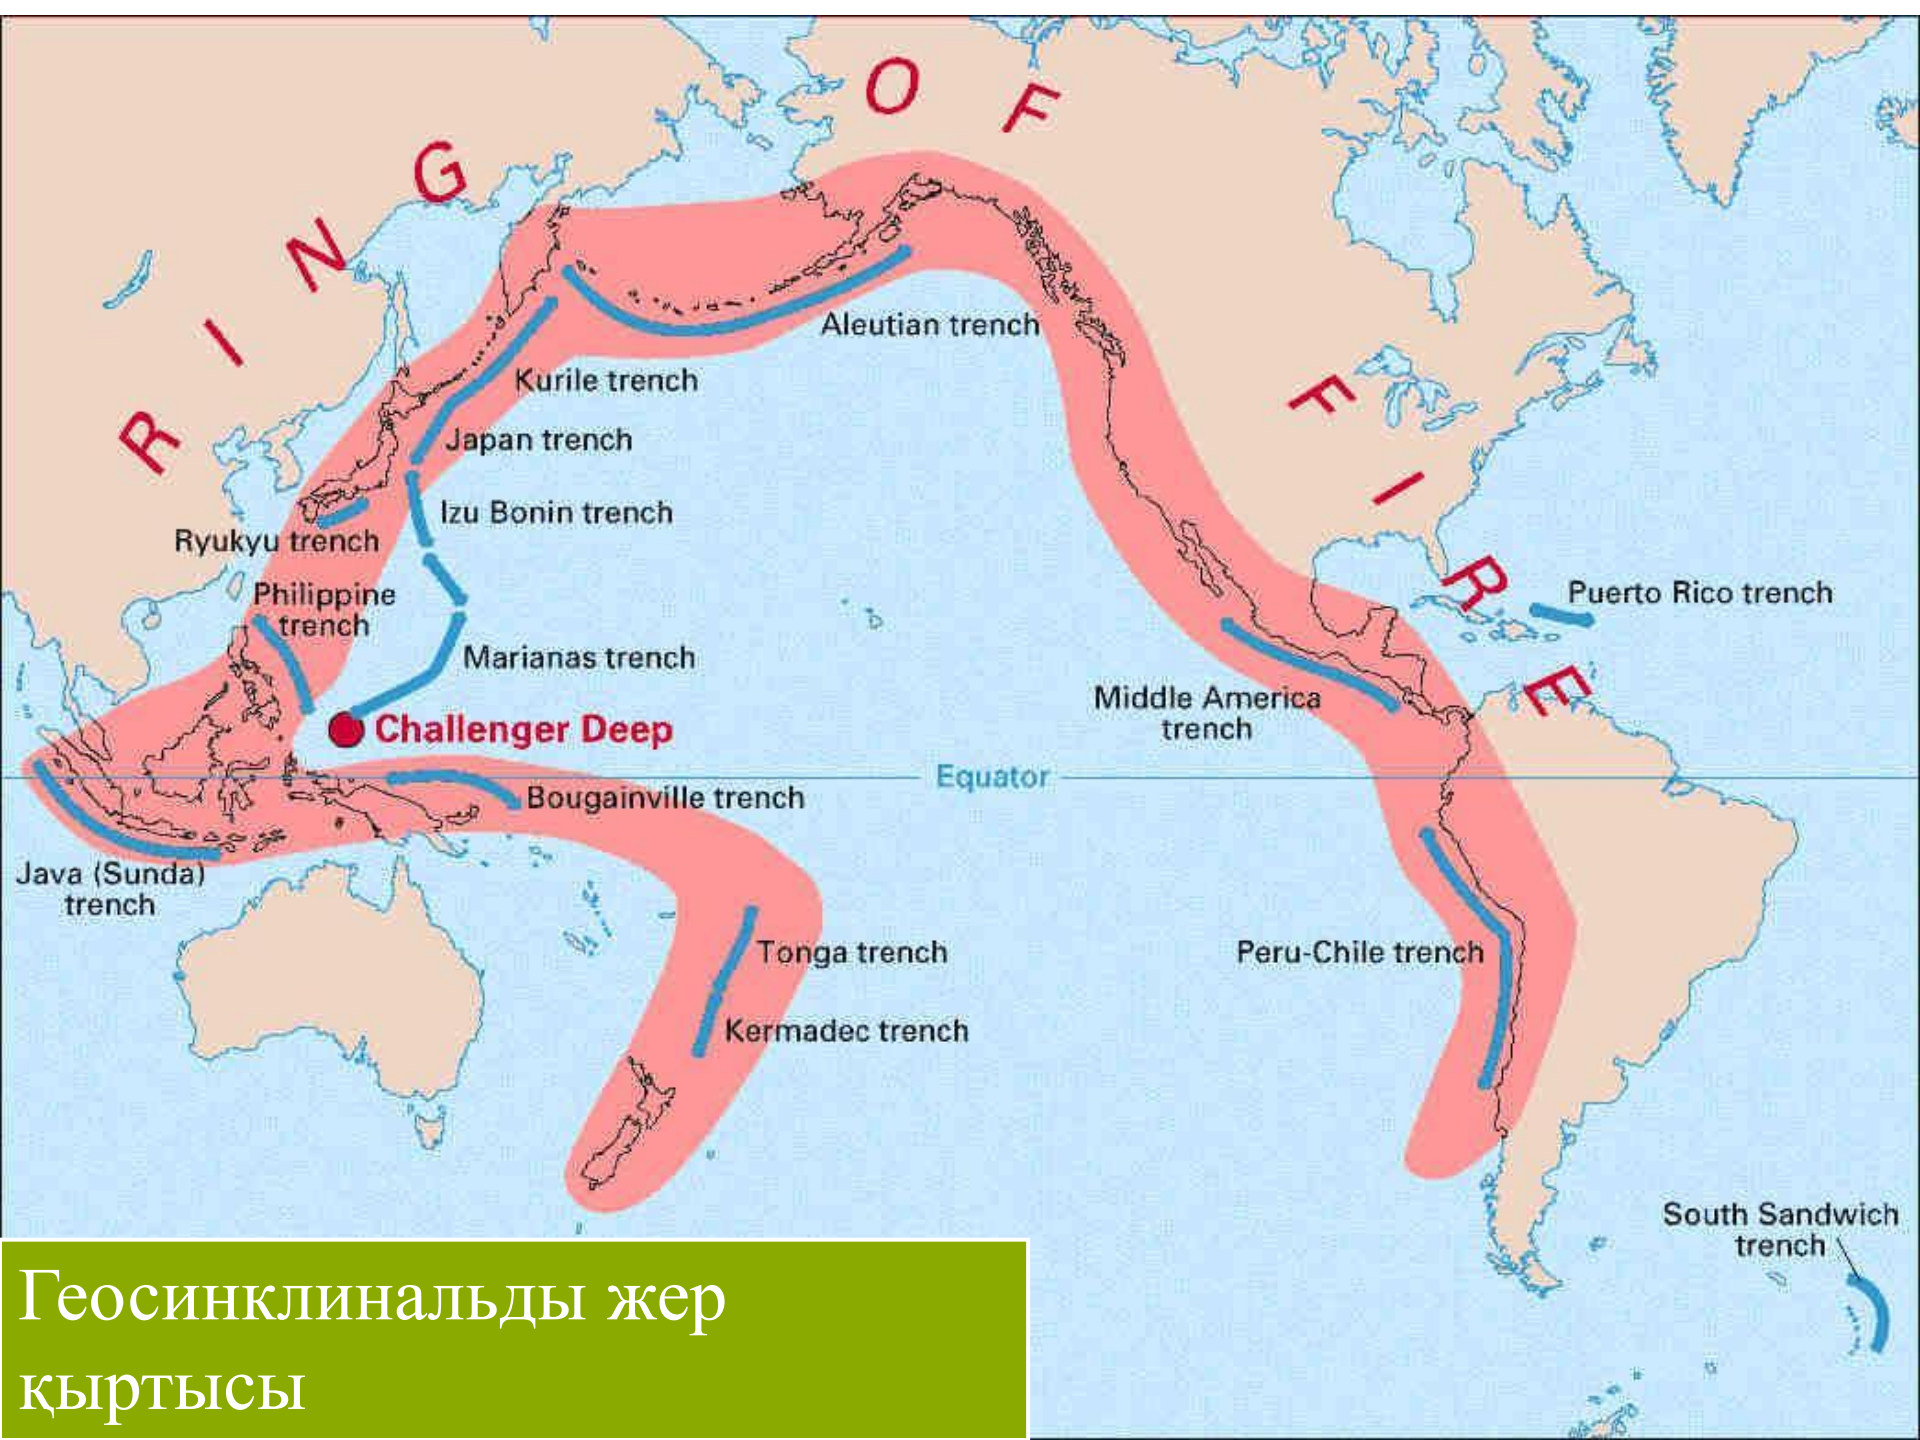 RING OF FIRE
Aleutian trench
Kurile trench
Japan trench
Izu Bonin trench
Ryukyu trench
Philippine
trench
Marianas trench
Challenger Deep
Puerto Rico trench
Middle America
trench
Equator
Bougainville trench
Java (Sunda)
trench
Tonga trench
Kermadec trench
Peru-Chile trench
South Sandwich
trench
Геосинклинальды жер
қыртысы